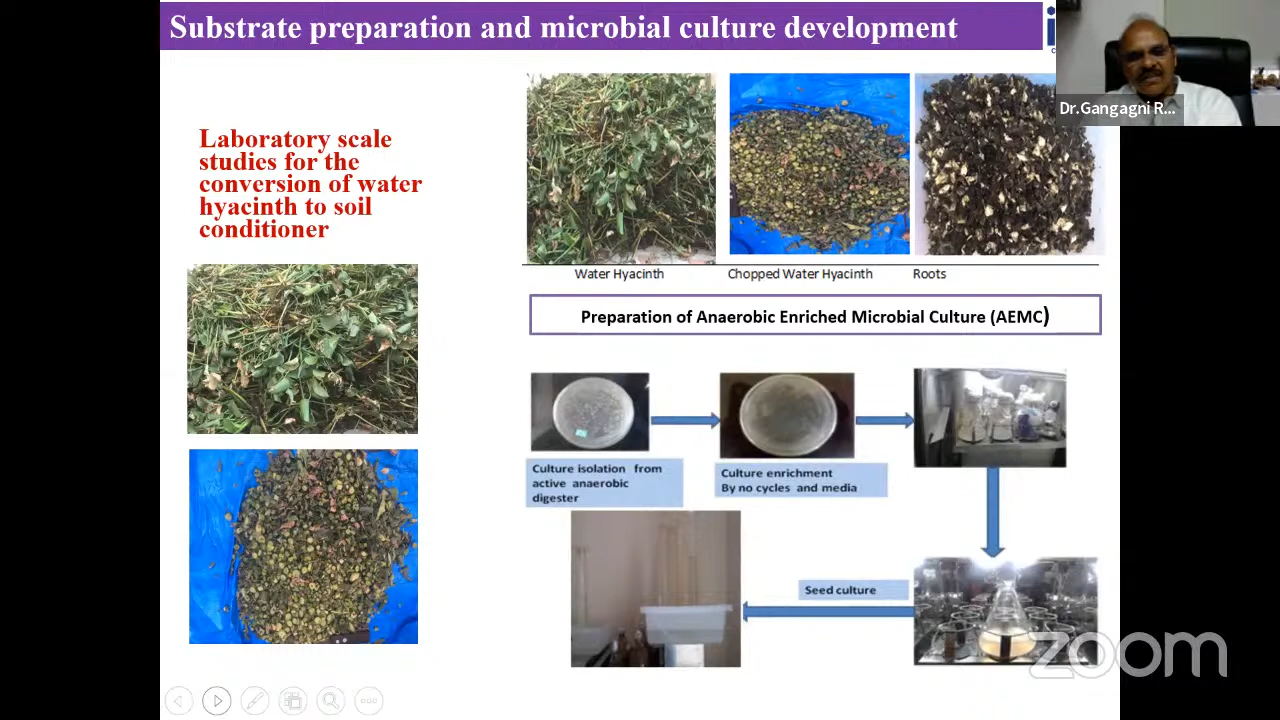 Substrate preparation and microbial culture development
Dr.Gangagni R...
Laboratory scale
studies for the
conversion of water
hyacinth to soil
conditioner
Water Hyacinth
Chopped Water Hyacinth
Roots
Preparation of Anaerobic Enriched Microbial Culture (AEMC)
Culture isolation from
active anaerobic
digester
Culture enrichment
By no cycles and media
Seed culture
zoom